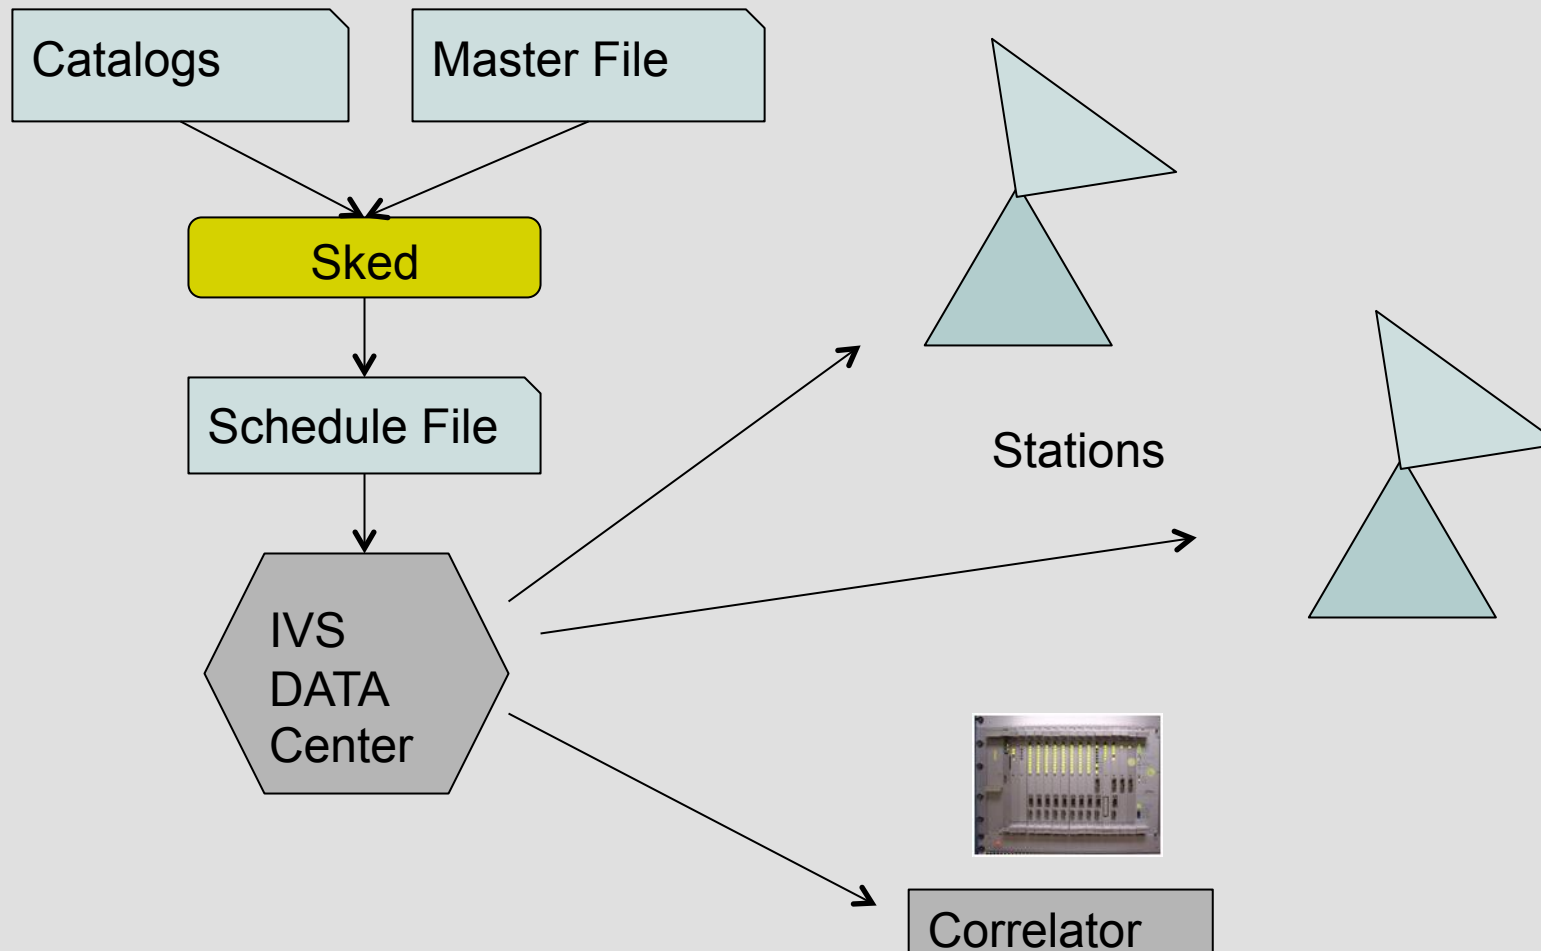 Catalogs
Master File
Sked
Schedule File
Stations
IVS
DATA
Center
Correlator